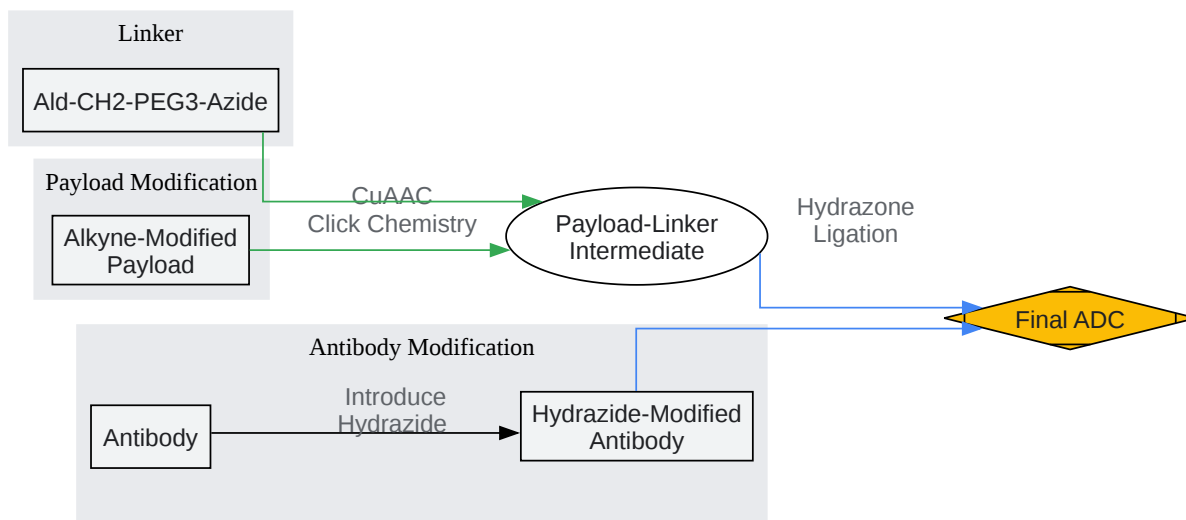 Linker
Ald-CH2-PEG3-Azide
Payload Modification
Alkyne-Modified
Payload
CuAAC
Click Chemistry
Payload-Linker
Intermediate
Hydrazone
Ligation
Final ADC
Antibody Modification
Antibody
Introduce
Hydrazide
Hydrazide-Modified
Antibody